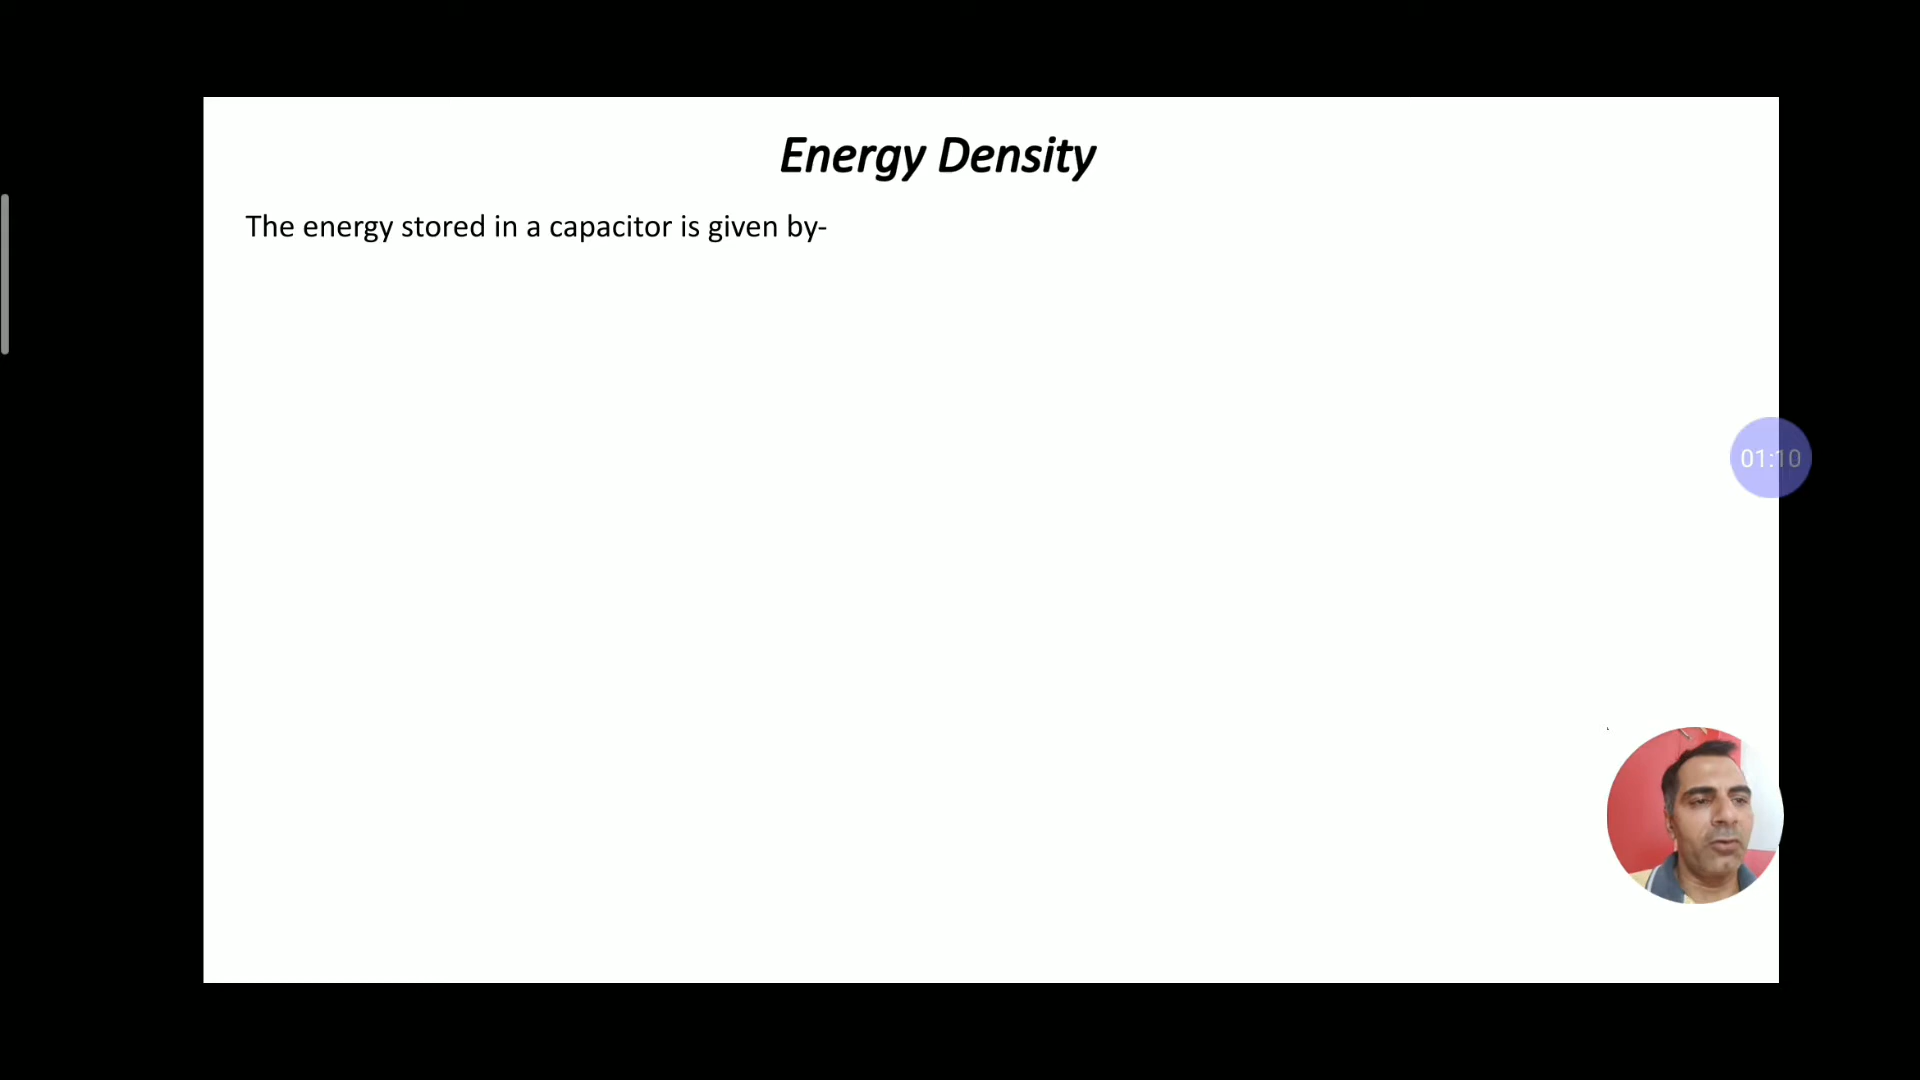 Energy Density
The energy stored in a capacitor is given by-
01:10